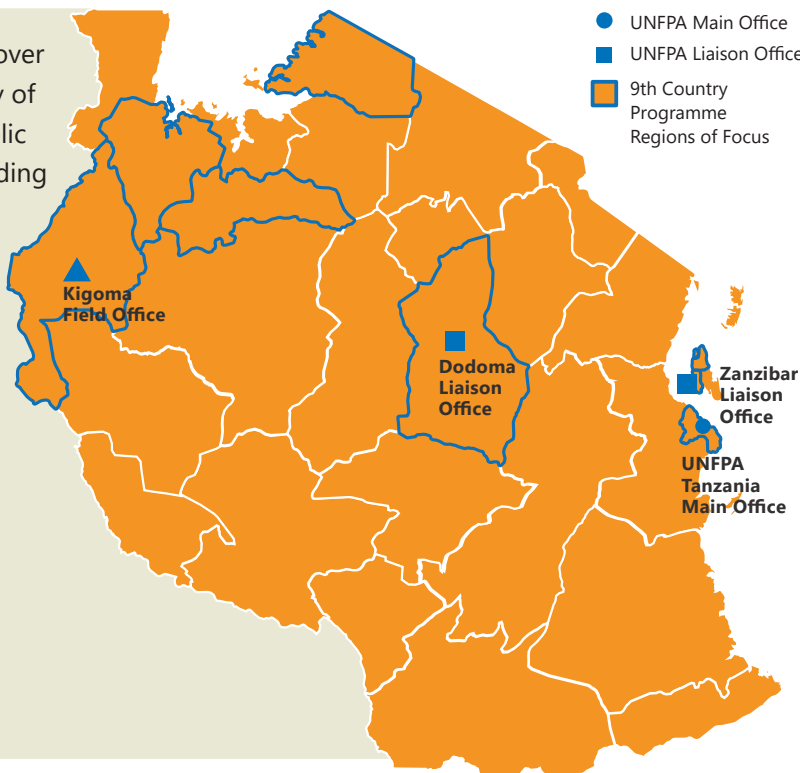 over
of
lic
ding
UNFPA Main Office
UNFPA Liaison Office
9th Country
Programme
Regions of Focus
Kigoma
Field Office
Dodoma
Liaison
Office
Zanzibar
Liaison
Office
UNFPA
Tanzania
Main Office